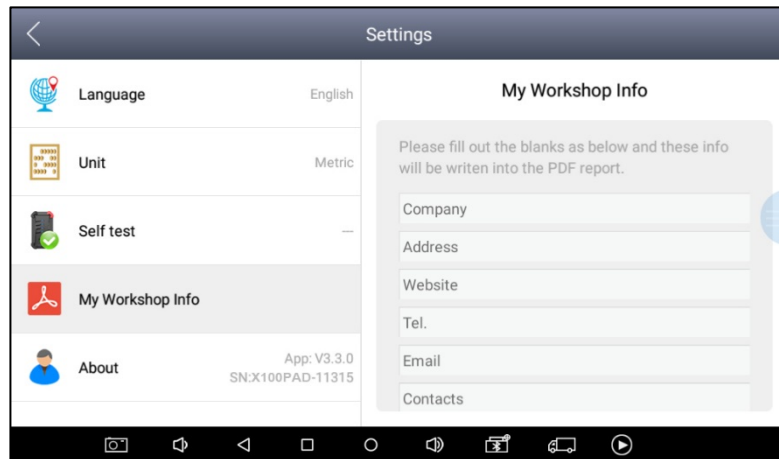 Settings
Language English
Unit Metric
Self test ---
My Workshop Info
About App: V3.3.0
SN:X100PAD-11315
My Workshop Info
Please fill out the blanks as below and these info
will be writen into the PDF report.
Company
Address
Website
Tel.
Email
Contacts